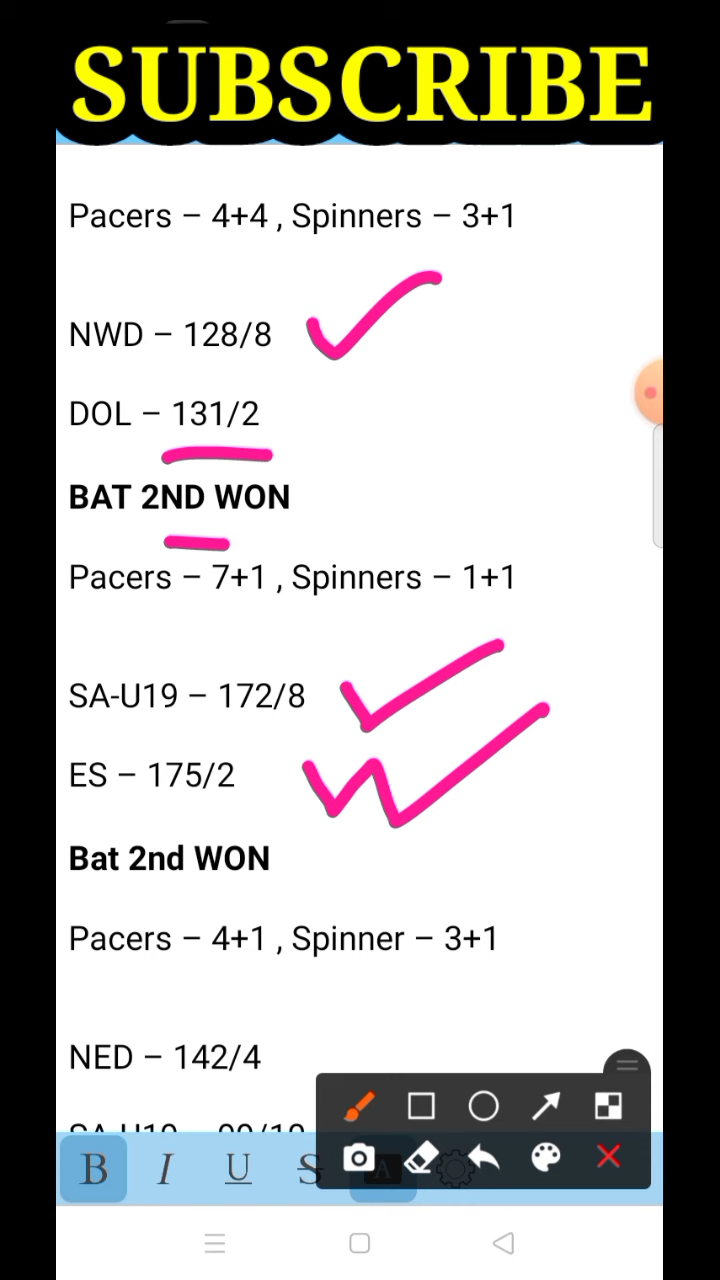 SUBSCRIBE
Pacers – 4+4 , Spinners – 3+1
NWD – 128/8
DOL – 131/2
BAT 2ND WON
Pacers – 7+1 , Spinners – 1+1
SA-U19 – 172/8
ES – 175/2
Bat 2nd WON
Pacers – 4+1 , Spinner – 3+1
NED – 142/4
SA-U19
B I U S A